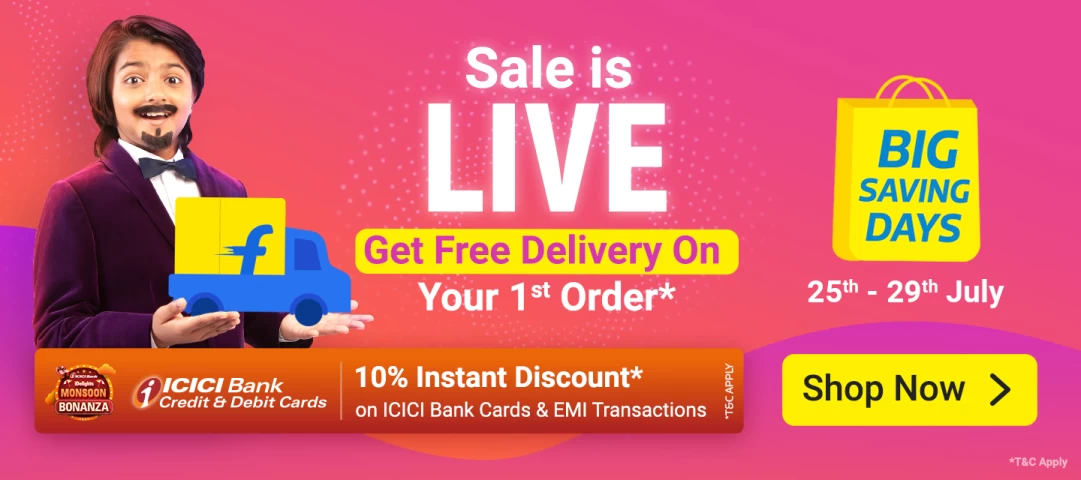 Sale is
LIVE
Get Free Delivery On
Your 1st Order*
BIG
SAVING
DAYS
25th - 29th July
f
ICICI Bank
iDelights
MONSOON
BONANZA
i ICICI Bank
Credit & Debit Cards
10% Instant Discount*
on ICICI Bank Cards & EMI Transactions
*T&C APPLY
Shop Now
*T&C Apply